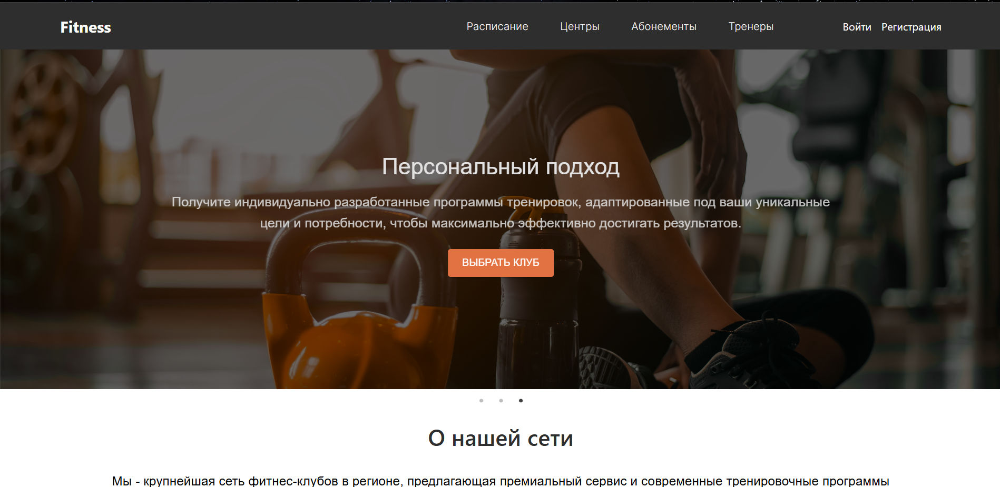 Fitness
Расписание
Центры
Абонементы
Тренеры
Войти
Регистрация
Персональный подход
Получите индивидуально разработанные программы тренировок, адаптированные под ваши уникальные
цели и потребности, чтобы максимально эффективно достигать результатов.
ВЫБРАТЬ КЛУБ
О нашей сети
Мы - крупнейшая сеть фитнес-клубов в регионе, предлагающая премиальный сервис и современные тренировочные программы